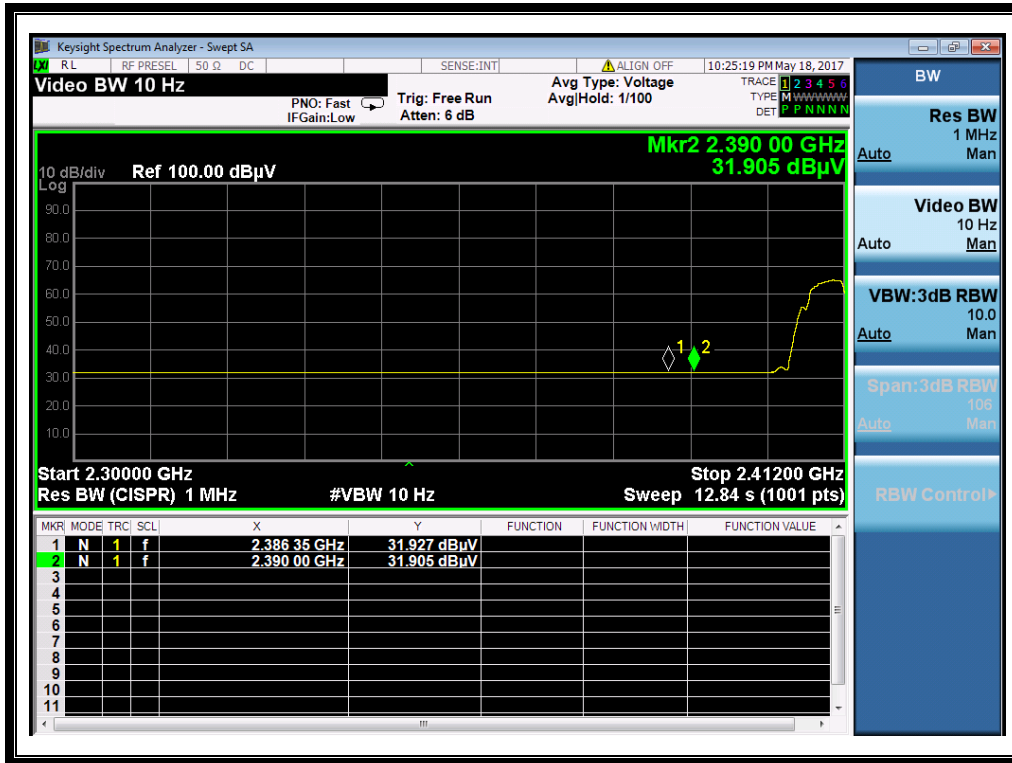 Keysight Spectrum Analyzer - Swept SA
LXI RL RF PRESEL 50 Ω DC SENSE:INT ALIGN OFF 10:25:19 PM May 18, 2017
Video BW 10 Hz
PNO: Fast
IFGain:Low
Trig: Free Run
Atten: 6 dB
Avg Type: Voltage
Avg|Hold: 1/100
TRACE 1 2 3 4 5 6
TYPE M WWWWW
DET P P N N N N
Mkr2 2.390 00 GHz
31.905 dBµV
10 dB/div Ref 100.00 dBµV
Log
90.0
80.0
70.0
60.0
50.0
40.0
30.0
20.0
10.0
1 2
Start 2.30000 GHz Stop 2.41200 GHz
Res BW (CISPR) 1 MHz #VBW 10 Hz Sweep 12.84 s (1001 pts)
MKR MODE TRC SCL X Y FUNCTION FUNCTION WIDTH FUNCTION VALUE
1 N 1 f 2.386 35 GHz 31.927 dBµV
2 N 1 f 2.390 00 GHz 31.905 dBµV
3
4
5
6
7
8
9
10
11
BW
Res BW
1 MHz
Auto Man
Video BW
10 Hz
Auto Man
VBW:3dB RBW
10.0
Auto Man
Span:3dB RBW
106
Auto Man
RBW Control